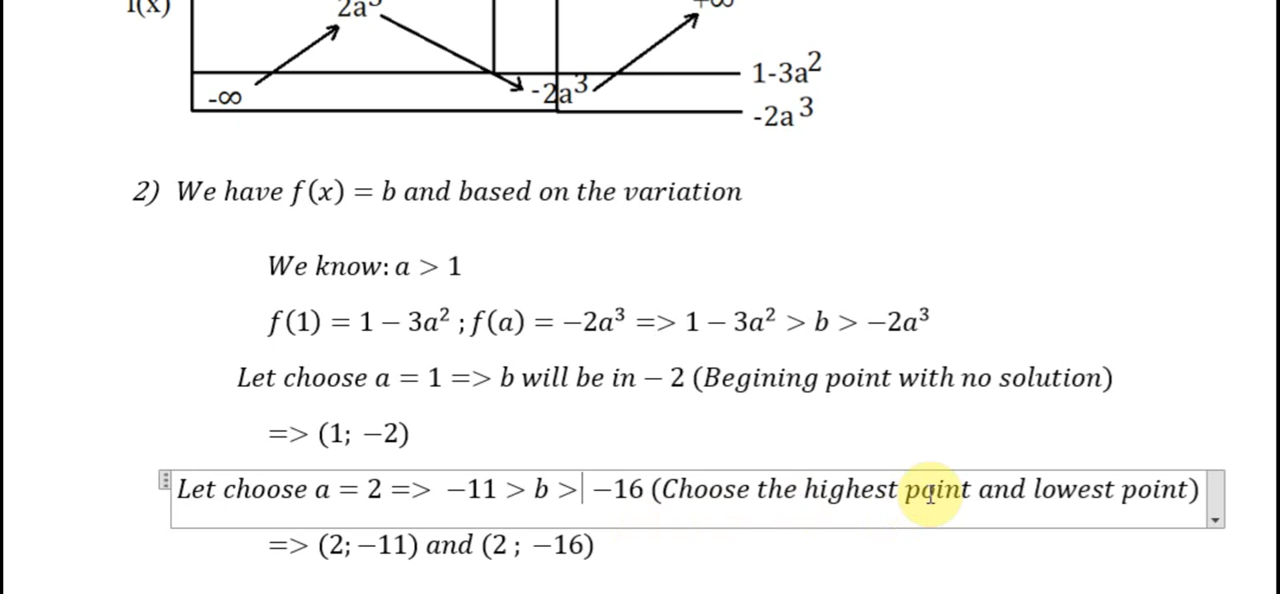 f(x) 2a³ +∞
1-3a²
-∞ -2a³
-2a³
2) We have f(x) = b and based on the variation
We know: a > 1
f(1) = 1 − 3a² ; f(a) = −2a³ => 1 − 3a² > b > −2a³
Let choose a = 1 => b will be in − 2 (Begining point with no solution)
=> (1; −2)
Let choose a = 2 => −11 > b > −16 (Choose the highest point and lowest point)
=> (2; −11) and (2 ; −16)